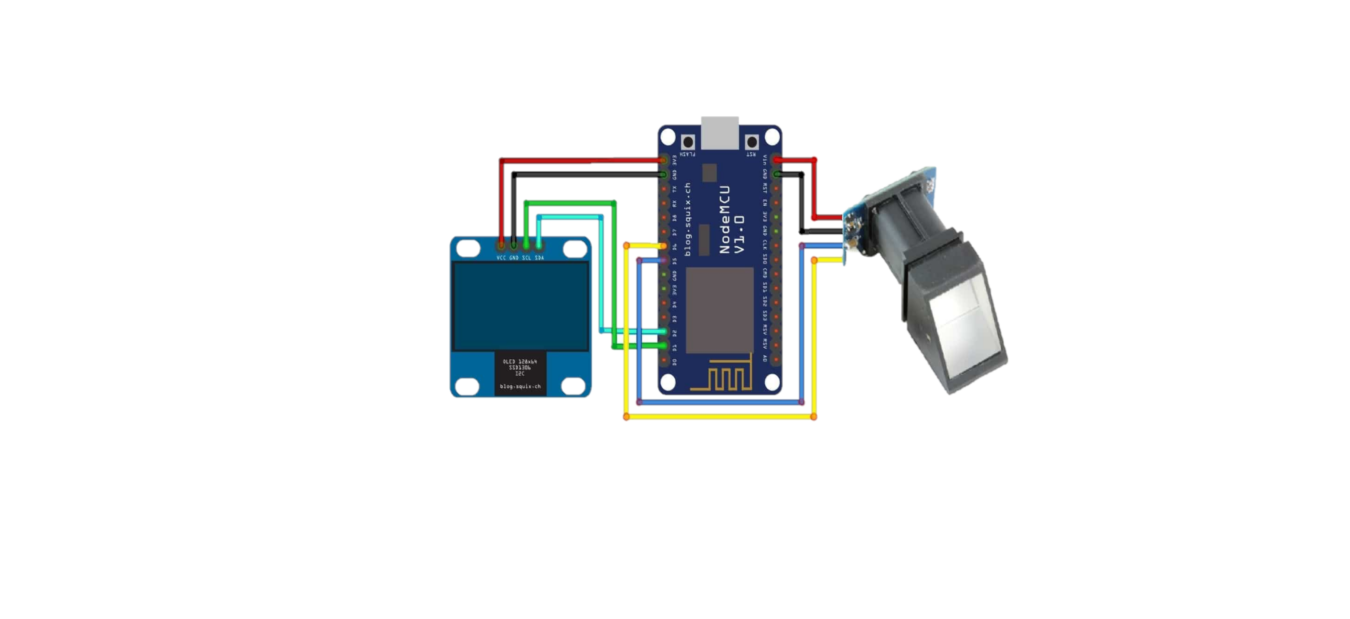 FLASH
RST
3V3
GND
TX
RX
D8
D7
D6
D5
GND
3V3
D4
D3
D2
D1
D0
blog-squix-ch
NodeMCU
V1.0
Vin
GND
RST
EN
3V3
GND
CLK
SD0
CMD
SD1
SD2
SD3
RSV
RSV
A0
VCC GND SCL SDA
OLED 128x64
SSD1306
I2C
blog-squix-ch